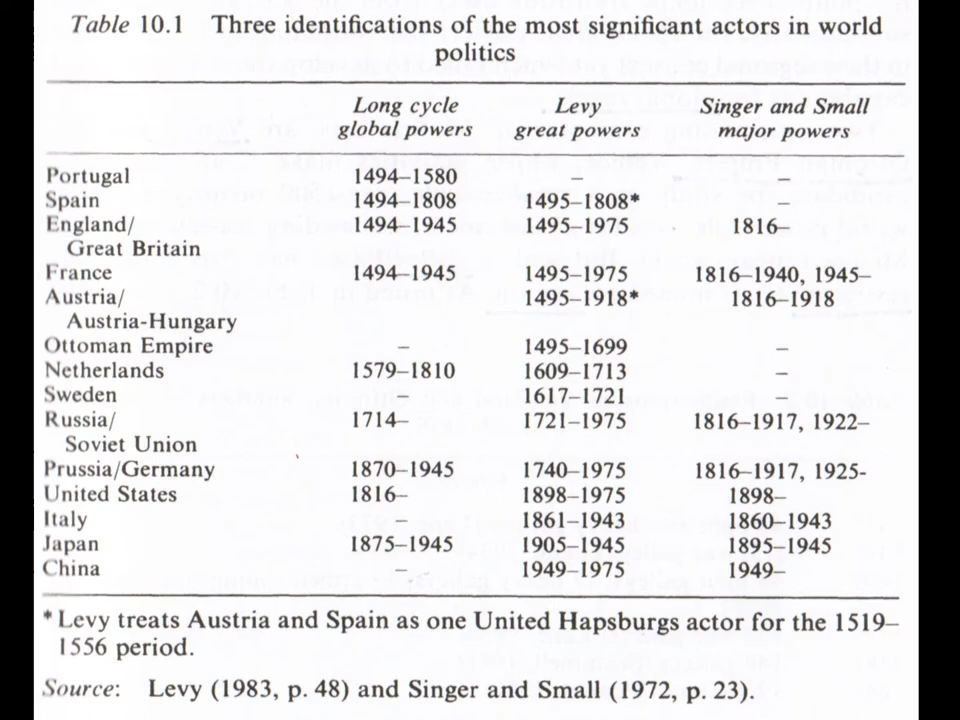 Table 10.1 Three identifications of the most significant actors in world
politics
Long cycle Levy Singer and Small
global powers great powers major powers
Portugal 1494–1580 – –
Spain 1494–1808 1495–1808* –
England/ 1494–1945 1495–1975 1816–
Great Britain
France 1494–1945 1495–1975 1816–1940, 1945–
Austria/ – 1495–1918* 1816–1918
Austria-Hungary
Ottoman Empire – 1495–1699 –
Netherlands 1579–1810 1609–1713 –
Sweden – 1617–1721 –
Russia/ 1714– 1721–1975 1816–1917, 1922–
Soviet Union
Prussia/Germany 1870–1945 1740–1975 1816–1917, 1925-
United States 1816– 1898–1975 1898–
Italy – 1861–1943 1860–1943
Japan 1875–1945 1905–1945 1895–1945
China – 1949–1975 1949–
* Levy treats Austria and Spain as one United Hapsburgs actor for the 1519–
1556 period.
Source: Levy (1983, p. 48) and Singer and Small (1972, p. 23).